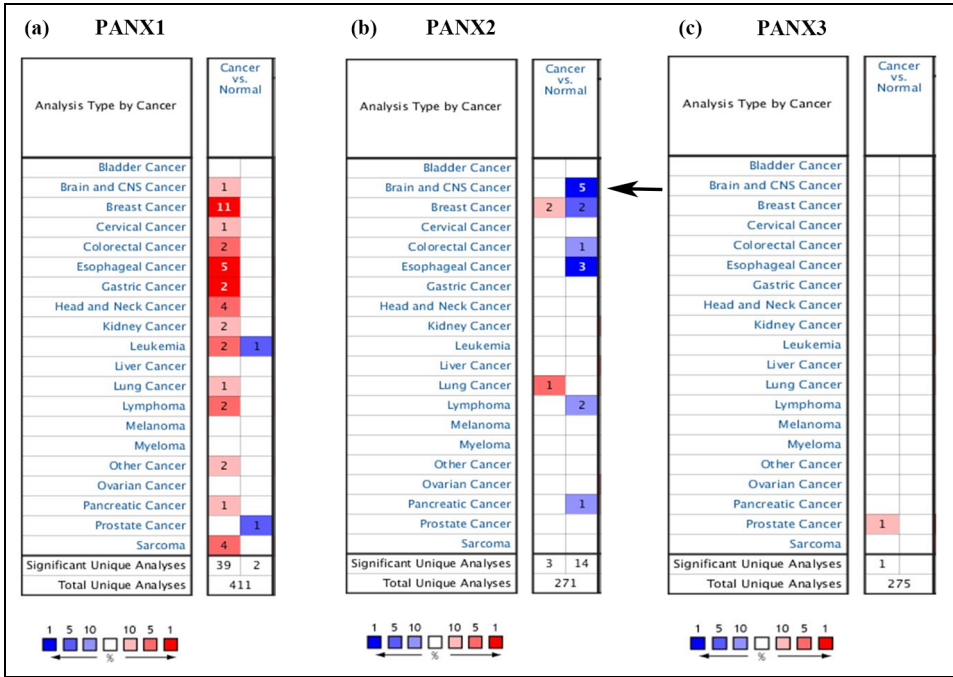 (a) PANX1
Analysis Type by Cancer
Cancer
vs.
Normal
Bladder Cancer
Brain and CNS Cancer 1
Breast Cancer 11
Cervical Cancer 1
Colorectal Cancer 2
Esophageal Cancer 5
Gastric Cancer 2
Head and Neck Cancer 4
Kidney Cancer 2
Leukemia 2 1
Liver Cancer
Lung Cancer 1
Lymphoma 2
Melanoma
Myeloma
Other Cancer 2
Ovarian Cancer
Pancreatic Cancer 1
Prostate Cancer 1
Sarcoma 4
Significant Unique Analyses 39 2
Total Unique Analyses 411
1 5 10 10 5 1
%
(b) PANX2
Analysis Type by Cancer
Cancer
vs.
Normal
Bladder Cancer
Brain and CNS Cancer 5
Breast Cancer 2 2
Cervical Cancer
Colorectal Cancer 1
Esophageal Cancer 3
Gastric Cancer
Head and Neck Cancer
Kidney Cancer
Leukemia
Liver Cancer
Lung Cancer 1
Lymphoma 2
Melanoma
Myeloma
Other Cancer
Ovarian Cancer
Pancreatic Cancer 1
Prostate Cancer
Sarcoma
Significant Unique Analyses 3 14
Total Unique Analyses 271
1 5 10 10 5 1
%
(c) PANX3
Analysis Type by Cancer
Cancer
vs.
Normal
Bladder Cancer
Brain and CNS Cancer
Breast Cancer
Cervical Cancer
Colorectal Cancer
Esophageal Cancer
Gastric Cancer
Head and Neck Cancer
Kidney Cancer
Leukemia
Liver Cancer
Lung Cancer
Lymphoma
Melanoma
Myeloma
Other Cancer
Ovarian Cancer
Pancreatic Cancer
Prostate Cancer 1
Sarcoma
Significant Unique Analyses 1
Total Unique Analyses 275
1 5 10 10 5 1
%